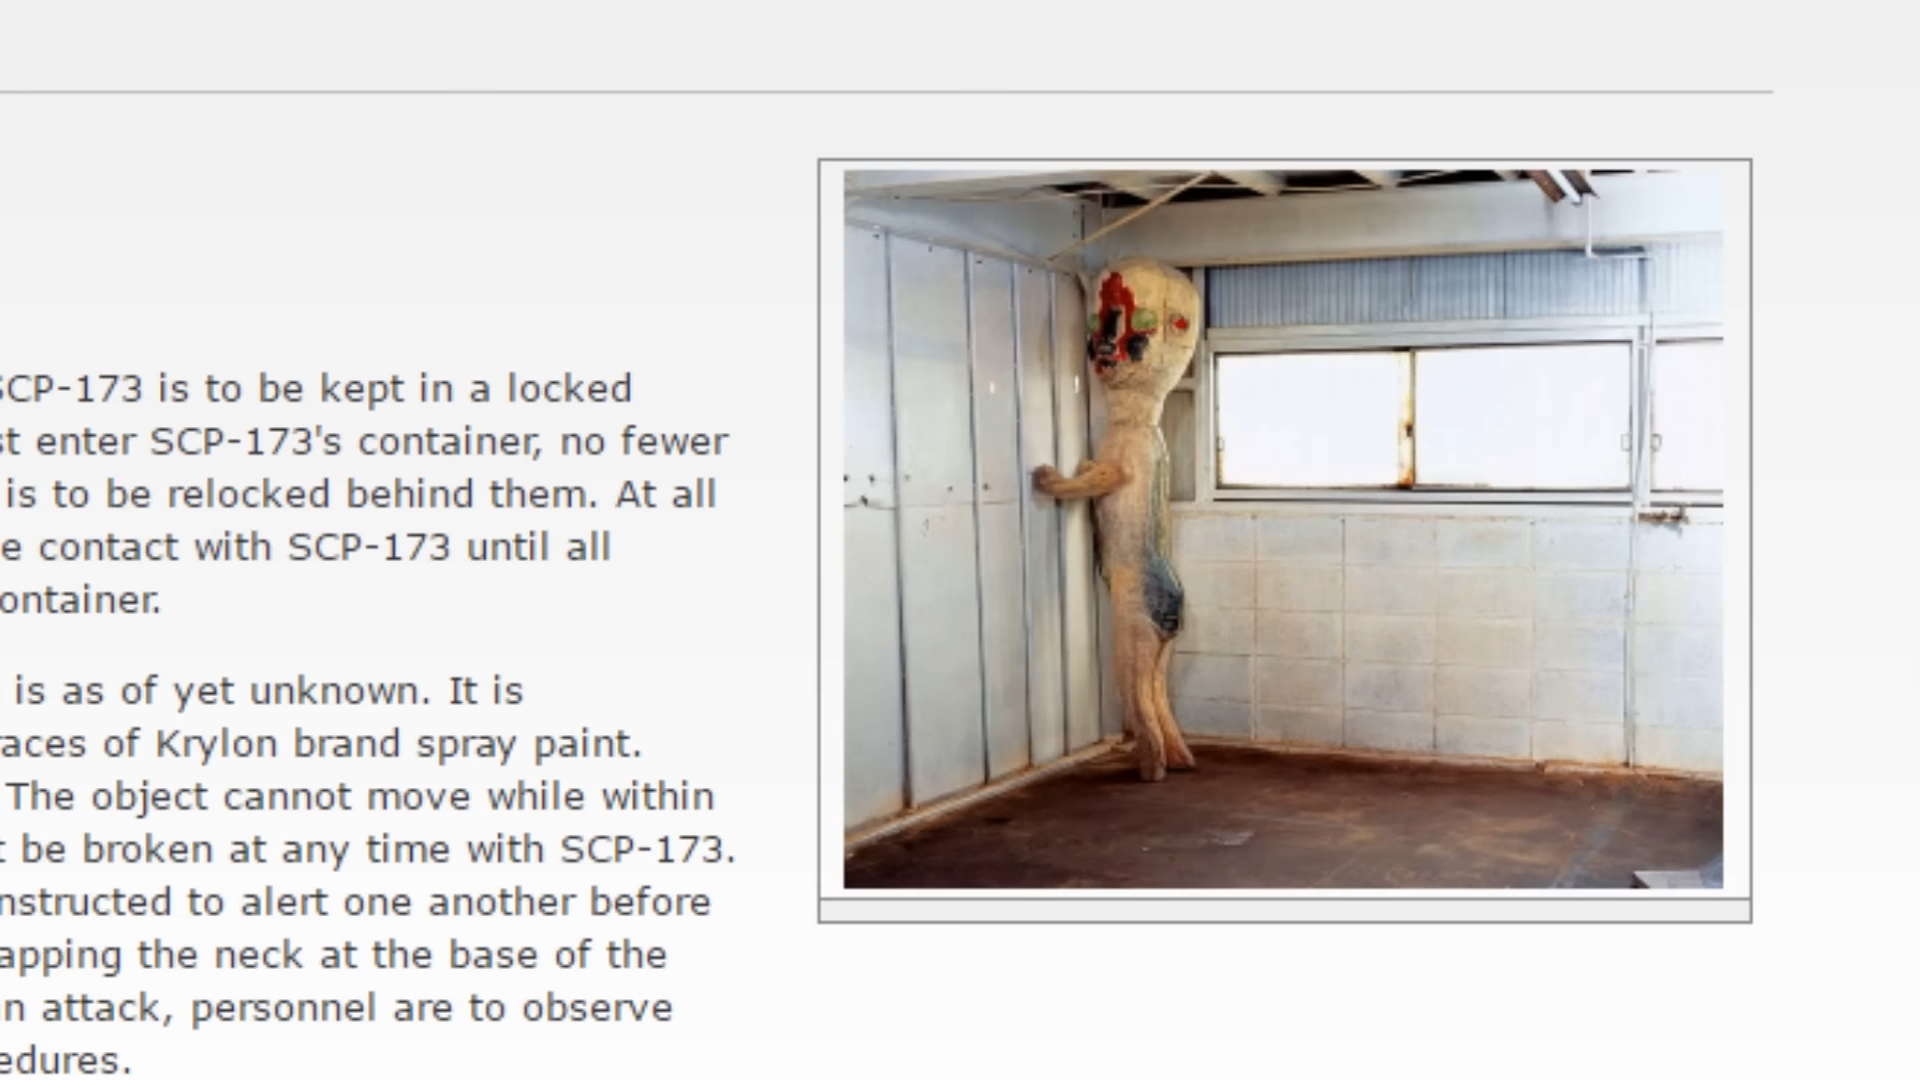 SCP-173 is to be kept in a locked
st enter SCP-173's container, no fewer
is to be relocked behind them. At all
e contact with SCP-173 until all
ontainer.
is as of yet unknown. It is
races of Krylon brand spray paint.
The object cannot move while within
t be broken at any time with SCP-173.
nstructed to alert one another before
apping the neck at the base of the
n attack, personnel are to observe
edures.